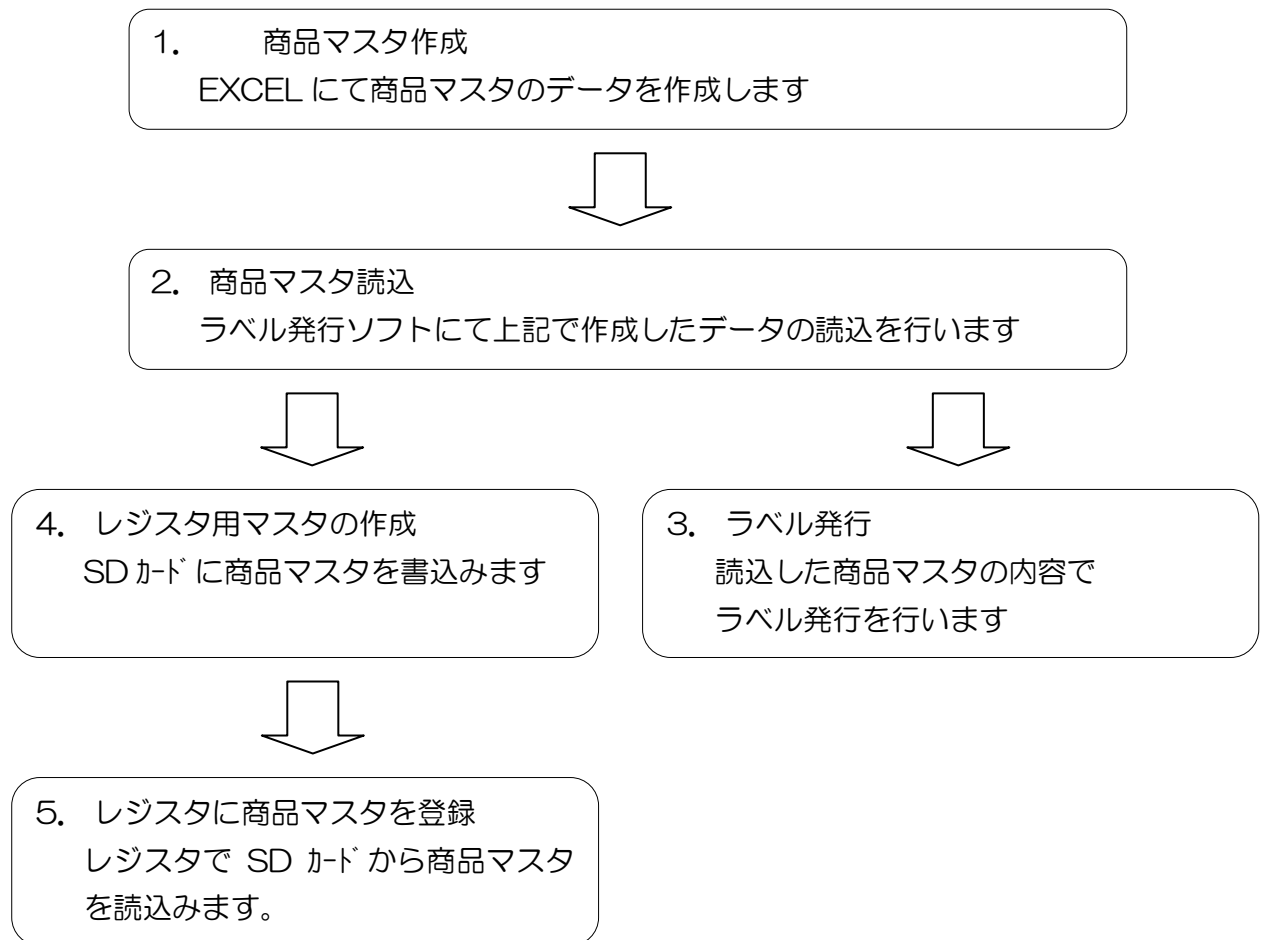 1.　商品マスタ作成
EXCEL にて商品マスタのデータを作成します
2.　商品マスタ読込
ラベル発行ソフトにて上記で作成したデータの読込を行います
4.　レジスタ用マスタの作成
SD ｶｰﾄﾞに商品マスタを書込みます
3.　ラベル発行
読込した商品マスタの内容で
ラベル発行を行います
5.　レジスタに商品マスタを登録
レジスタで SD ｶｰﾄﾞから商品マスタ
を読込みます。